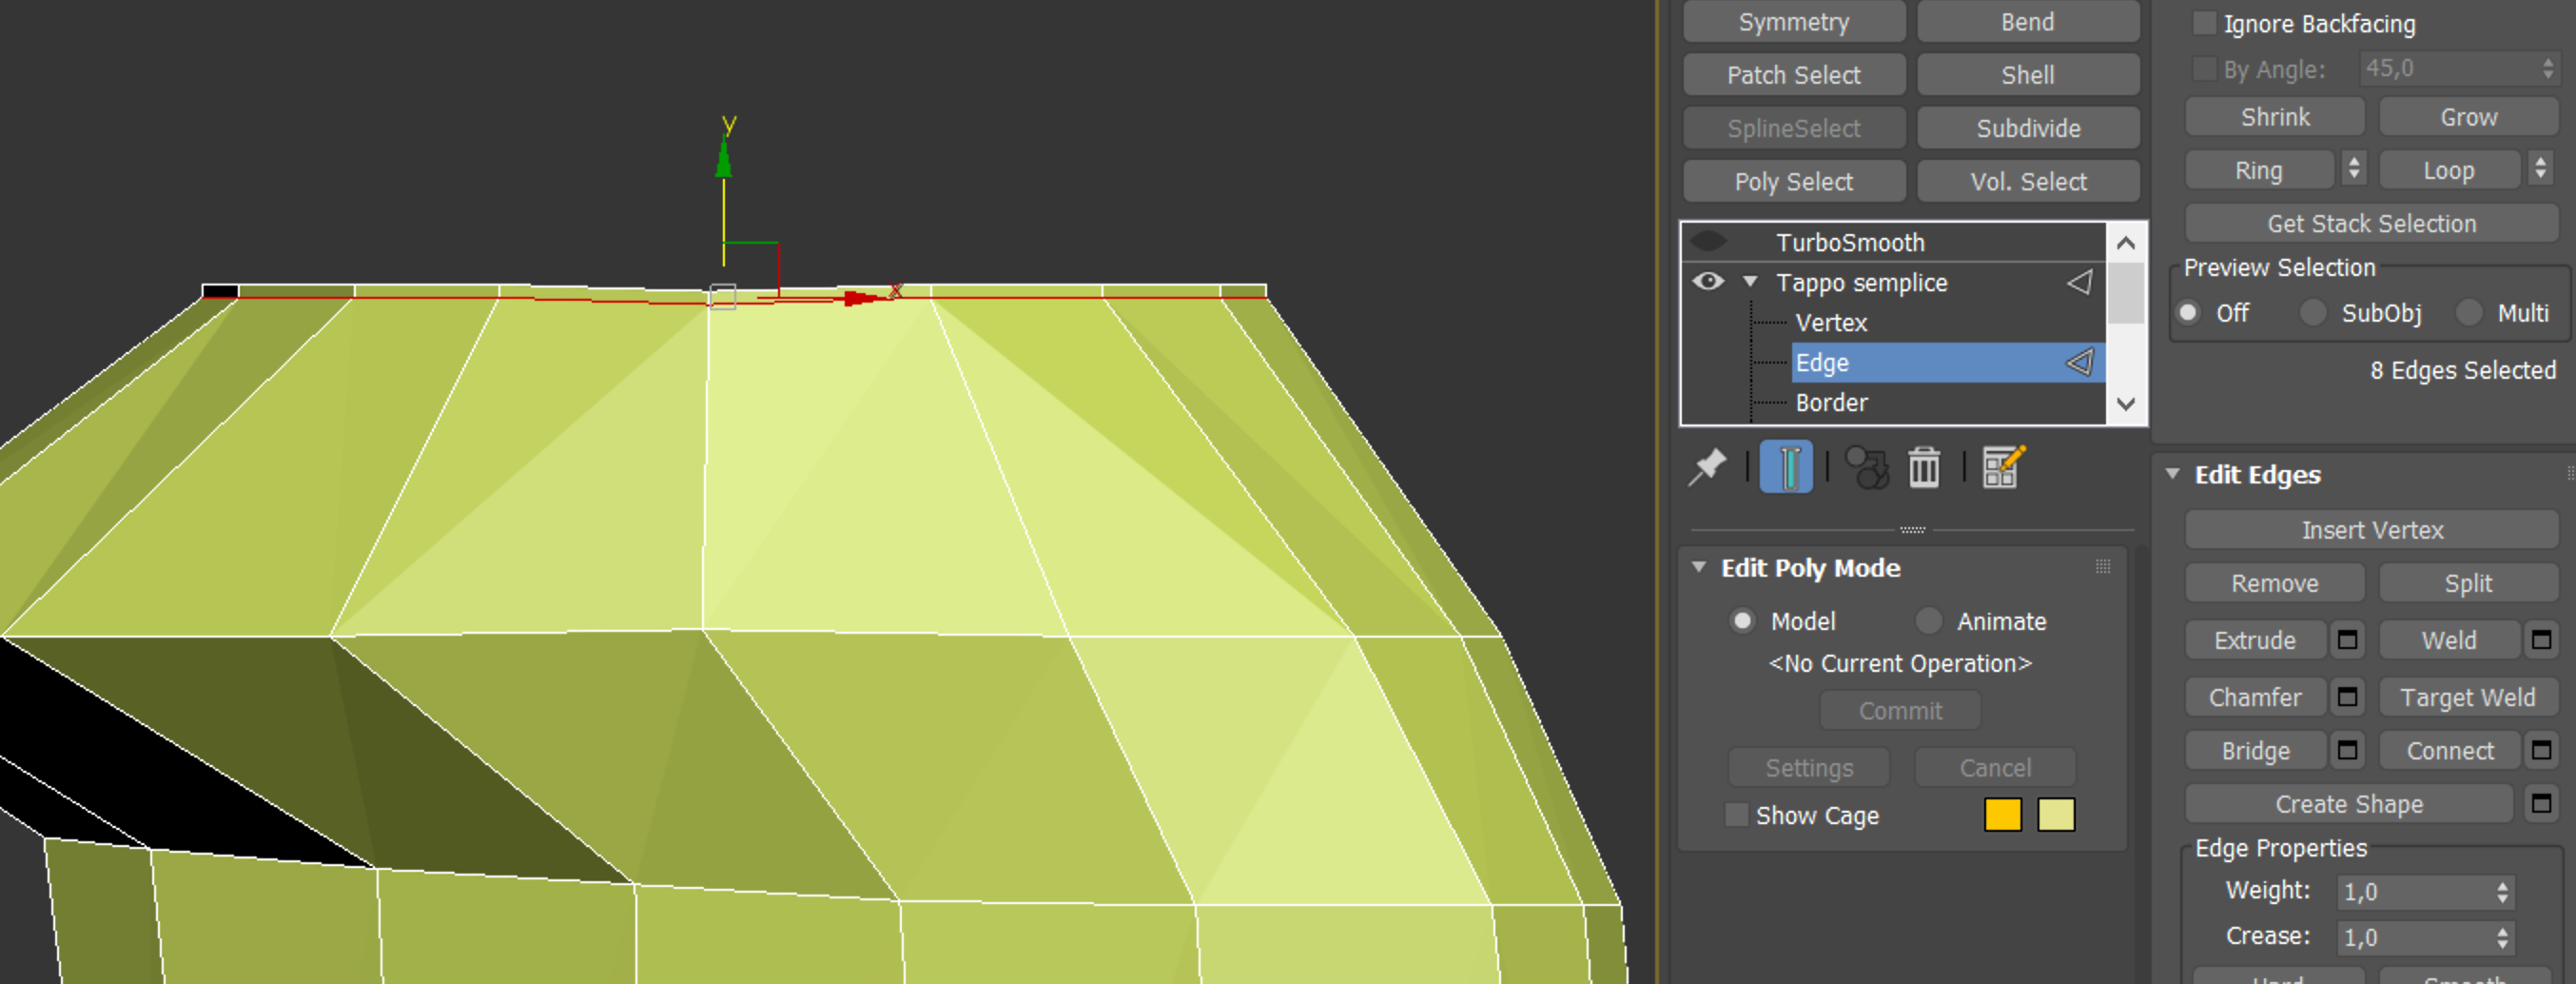 y
x
Symmetry Bend
Patch Select Shell
SplineSelect Subdivide
Poly Select Vol. Select
TurboSmooth
Tappo semplice
Vertex
Edge
Border
Edit Poly Mode
Model Animate
<No Current Operation>
Commit
Settings Cancel
Show Cage
Ignore Backfacing
By Angle: 45,0
Shrink Grow
Ring Loop
Get Stack Selection
Preview Selection
Off SubObj Multi
8 Edges Selected
Edit Edges
Insert Vertex
Remove Split
Extrude Weld
Chamfer Target Weld
Bridge Connect
Create Shape
Edge Properties
Weight: 1,0
Crease: 1,0